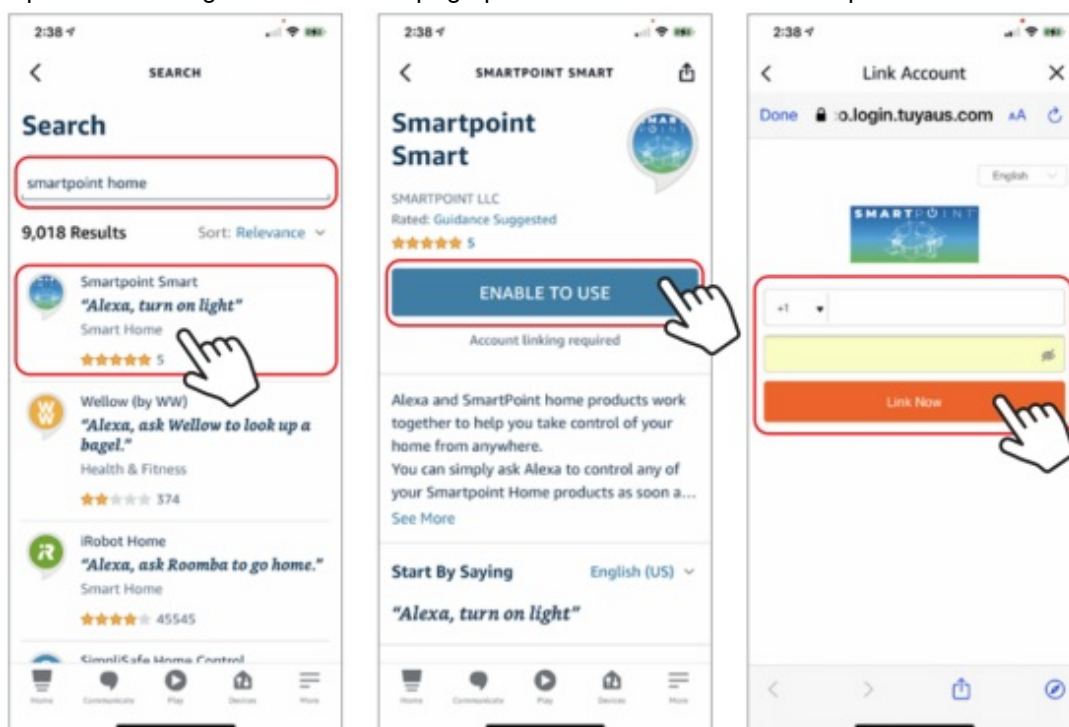 2:38
SEARCH
Search
smartpoint home
9,018 Results
Sort: Relevance
Smartpoint Smart
"Alexa, turn on light"
Smart Home
5
Wellow (by WW)
"Alexa, ask Wellow to look up a
bagel."
Health & Fitness
374
iRobot Home
"Alexa, ask Roomba to go home."
Smart Home
45545
SimpliSafe Home Control
Home
Communicate
Play
Devices
More
2:38
SMARTPOINT SMART
Smartpoint
Smart
SMARTPOINT
SMARTPOINT LLC
Rated: Guidance Suggested
5
ENABLE TO USE
Account linking required
Alexa and SmartPoint home products work
together to help you take control of your
home from anywhere.
You can simply ask Alexa to control any of
your Smartpoint Home products as soon a...
See More
Start By Saying
English (US)
"Alexa, turn on light"
Home
Communicate
Play
Devices
More
2:38
Link Account
Done
o.login.tuyaus.com
AA
English
SMARTPOINT
+1
Link Now